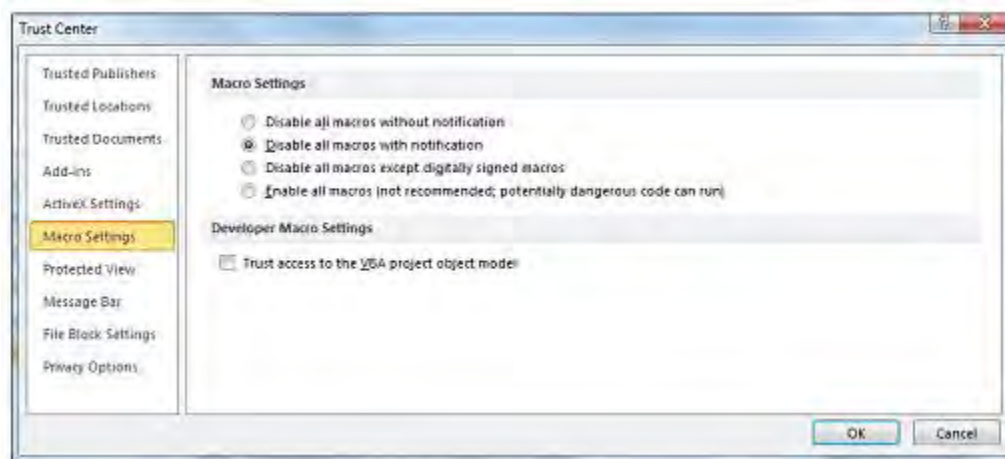 Trust Center
Trusted Publishers
Trusted Locations
Trusted Documents
Add-ins
ActiveX Settings
Macro Settings
Protected View
Message Bar
File Block Settings
Privacy Options
Macro Settings
Disable all macros without notification
Disable all macros with notification
Disable all macros except digitally signed macros
Enable all macros (not recommended; potentially dangerous code can run)
Developer Macro Settings
Trust access to the VBA project object model
OK Cancel